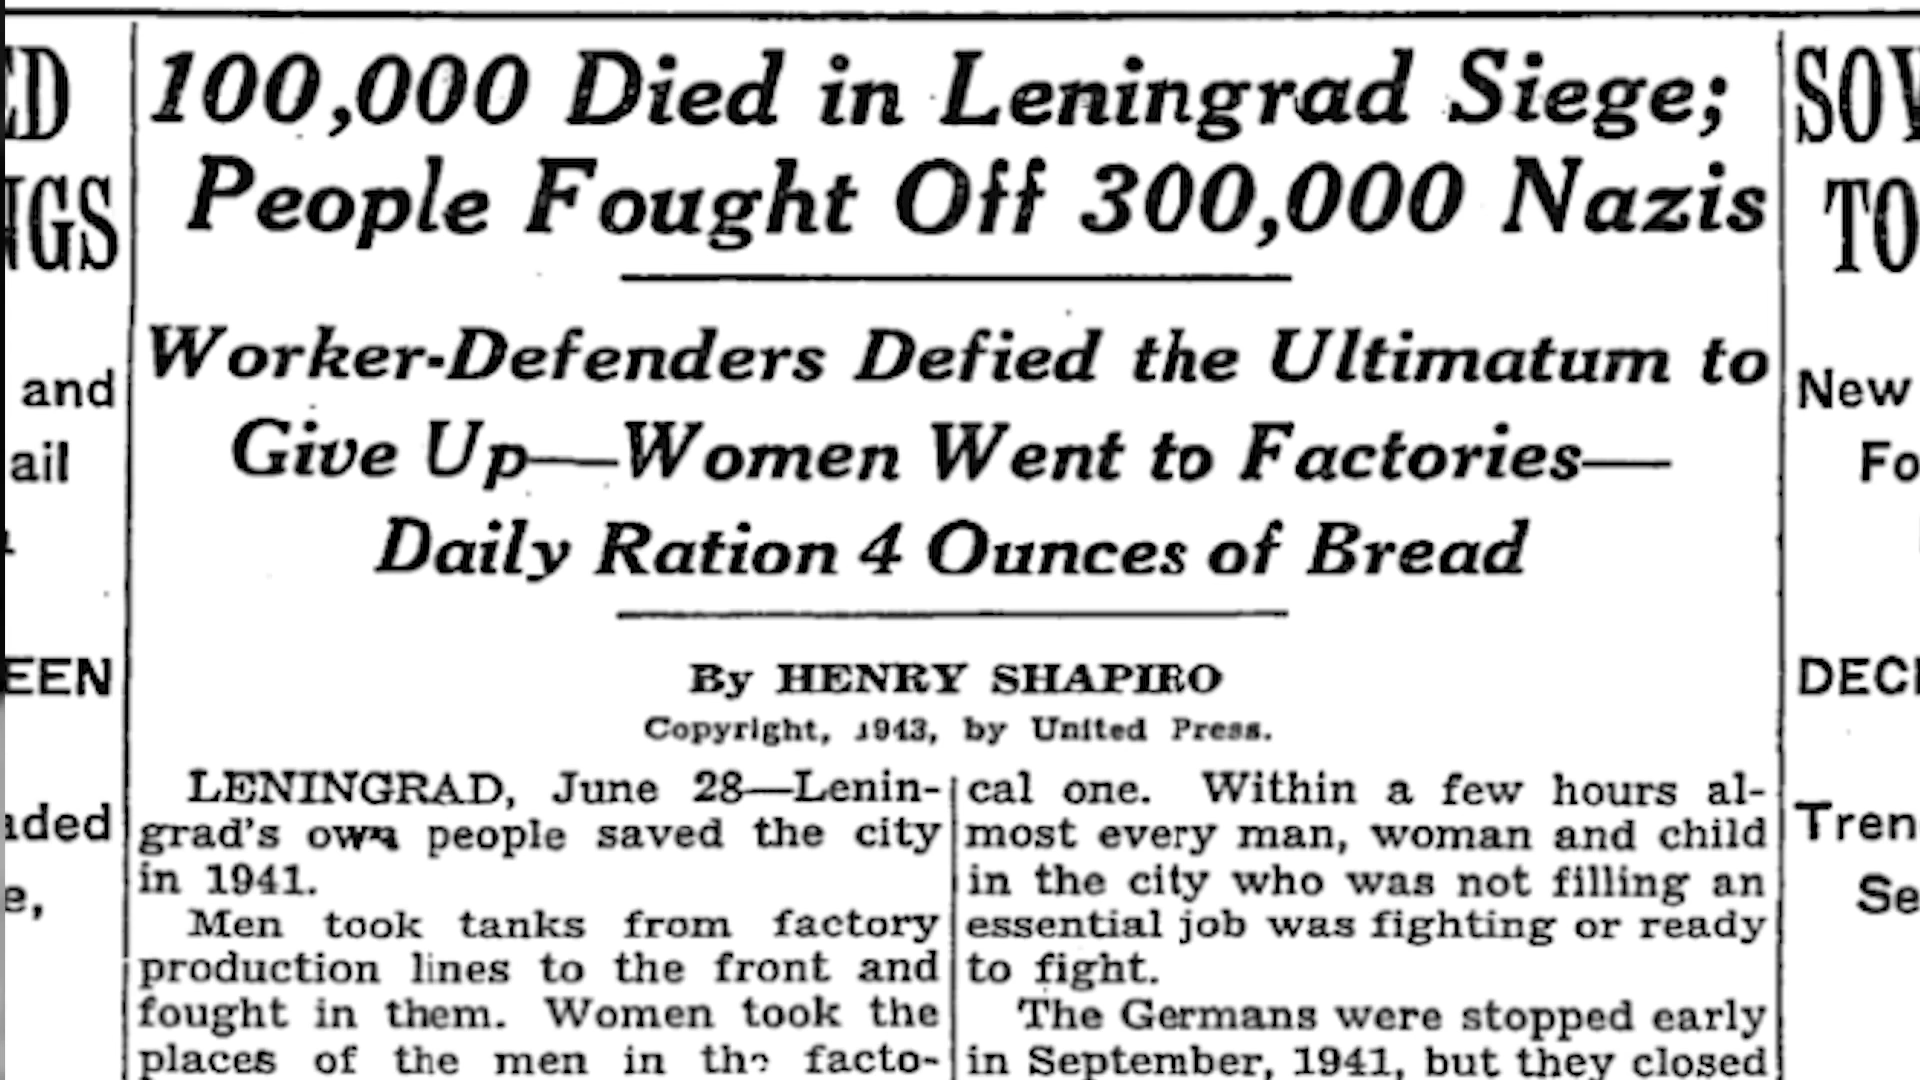 100,000 Died in Leningrad Siege;
People Fought Off 300,000 Nazis
Worker-Defenders Defied the Ultimatum to
Give Up—Women Went to Factories—
Daily Ration 4 Ounces of Bread
By HENRY SHAPIRO
Copyright, 1943, by United Press.
LENINGRAD, June 28—Lenin-
grad's own people saved the city
in 1941.
Men took tanks from factory
production lines to the front and
fought in them. Women took the
places of the men in the facto-
cal one. Within a few hours al-
most every man, woman and child
in the city who was not filling an
essential job was fighting or ready
to fight.
The Germans were stopped early
in September, 1941, but they closed
ED
NGS
and
ail
EEN
aded
e,
SOV
TO
New
Fo
DECI
Tren
Se